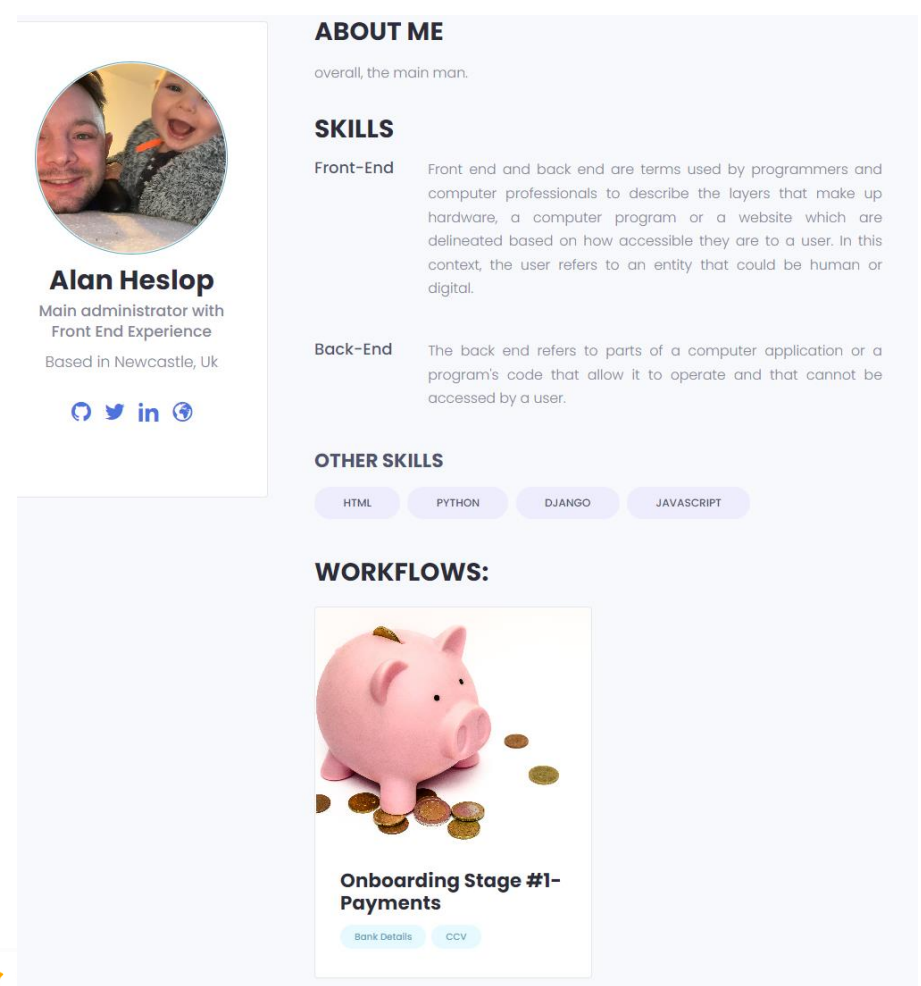 Alan Heslop
Main administrator with
Front End Experience
Based in Newcastle, Uk
ABOUT ME
overall, the main man.
SKILLS
Front-End
Front end and back end are terms used by programmers and
computer professionals to describe the layers that make up
hardware, a computer program or a website which are
delineated based on how accessible they are to a user. In this
context, the user refers to an entity that could be human or
digital.
Back-End
The back end refers to parts of a computer application or a
program's code that allow it to operate and that cannot be
accessed by a user.
OTHER SKILLS
HTML PYTHON DJANGO JAVASCRIPT
WORKFLOWS:
Onboarding Stage #1-
Payments
Bank Details CCV